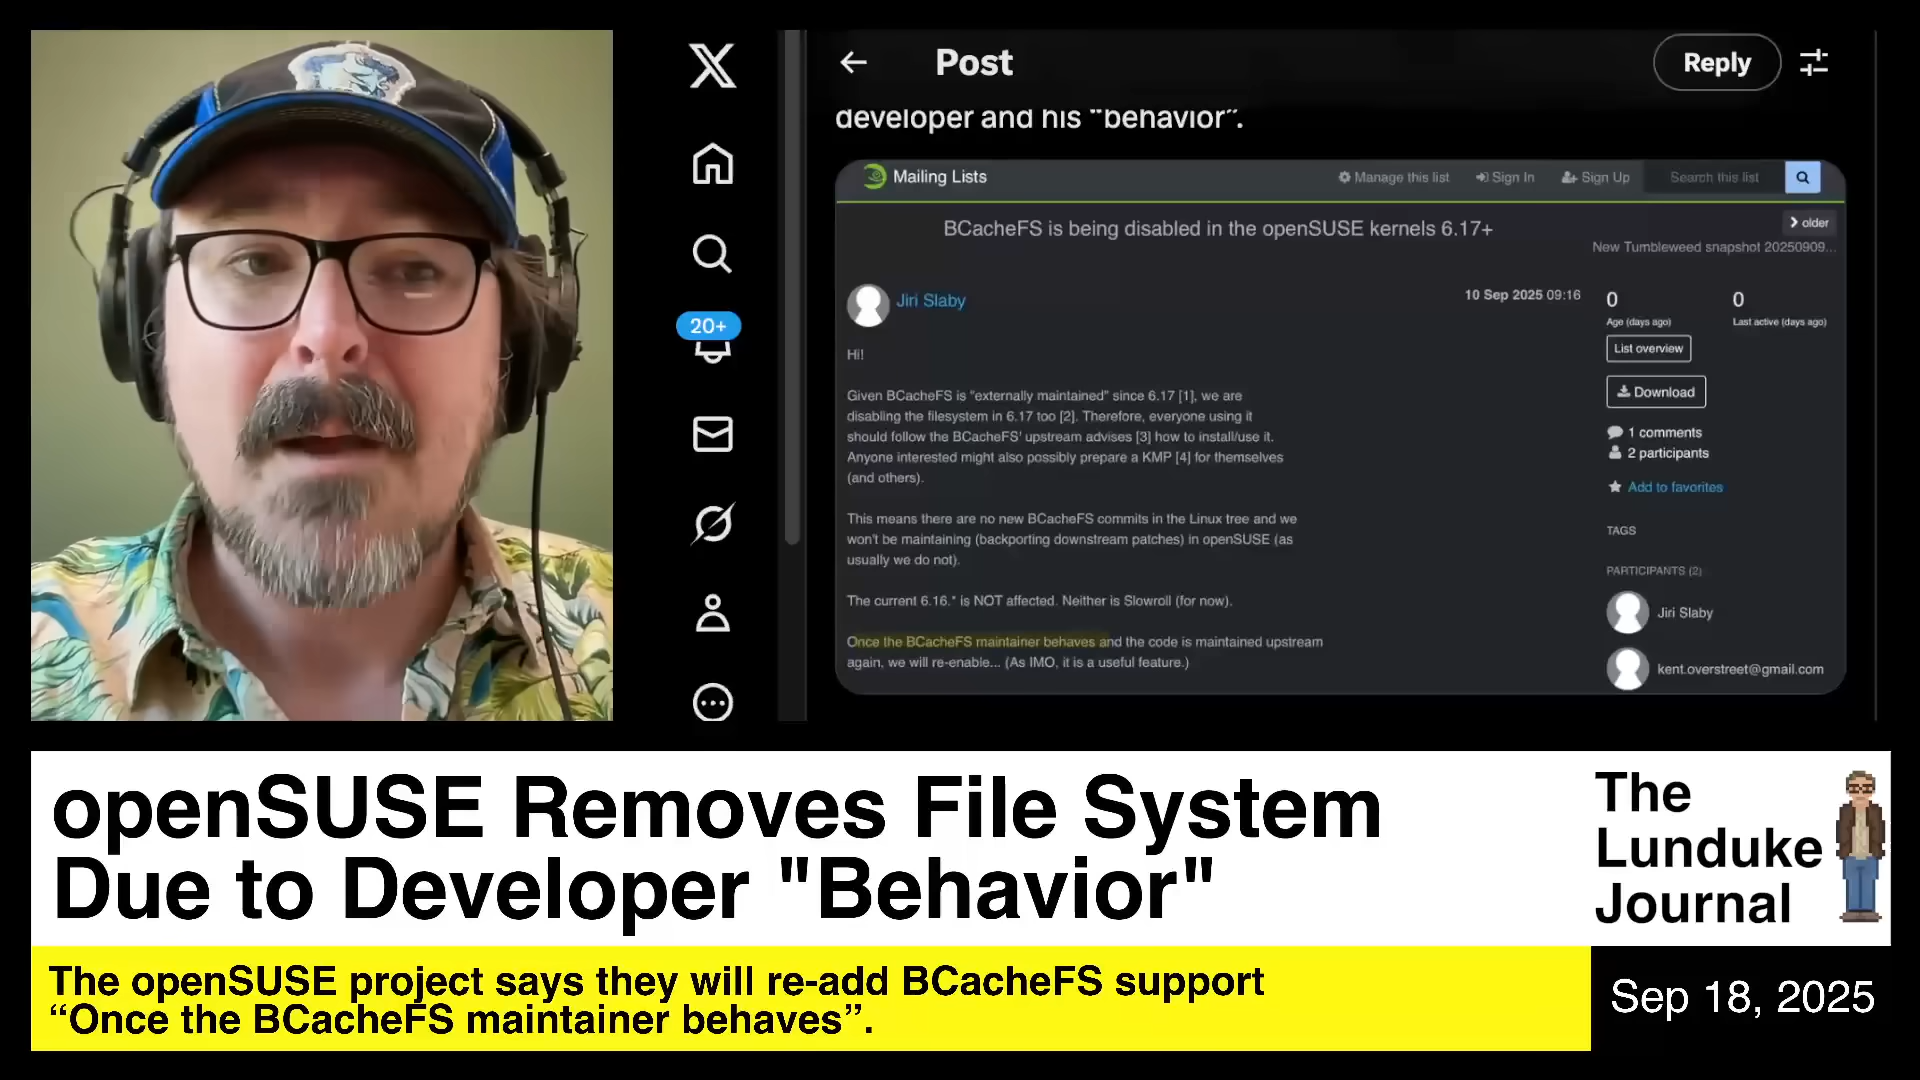 Post
Reply
developer and his "behavior".
Mailing Lists
Manage this list
Sign In
Sign Up
Search this list
BCacheFS is being disabled in the openSUSE kernels 6.17+
older
New Tumbleweed snapshot 20250909...
Jiri Slaby
10 Sep 2025 09:16
0
Age (days ago)
0
Last active (days ago)
20+
List overview
Hi!
Given BCacheFS is "externally maintained" since 6.17 [1], we are
disabling the filesystem in 6.17 too [2]. Therefore, everyone using it
should follow the BCacheFS' upstream advises [3] how to install/use it.
Anyone interested might also possibly prepare a KMP [4] for themselves
(and others).
Download
1 comments
2 participants
Add to favorites
This means there are no new BCacheFS commits in the Linux tree and we
won't be maintaining (backporting downstream patches) in openSUSE (as
usually we do not).
TAGS
PARTICIPANTS (2)
The current 6.16.* is NOT affected. Neither is Slowroll (for now).
Jiri Slaby
Once the BCacheFS maintainer behaves and the code is maintained upstream
again, we will re-enable... (As IMO, it is a useful feature.)
kent.overstreet@gmail.com
openSUSE Removes File System
Due to Developer "Behavior"
The
Lunduke
Journal
The openSUSE project says they will re-add BCacheFS support
“Once the BCacheFS maintainer behaves”.
Sep 18, 2025